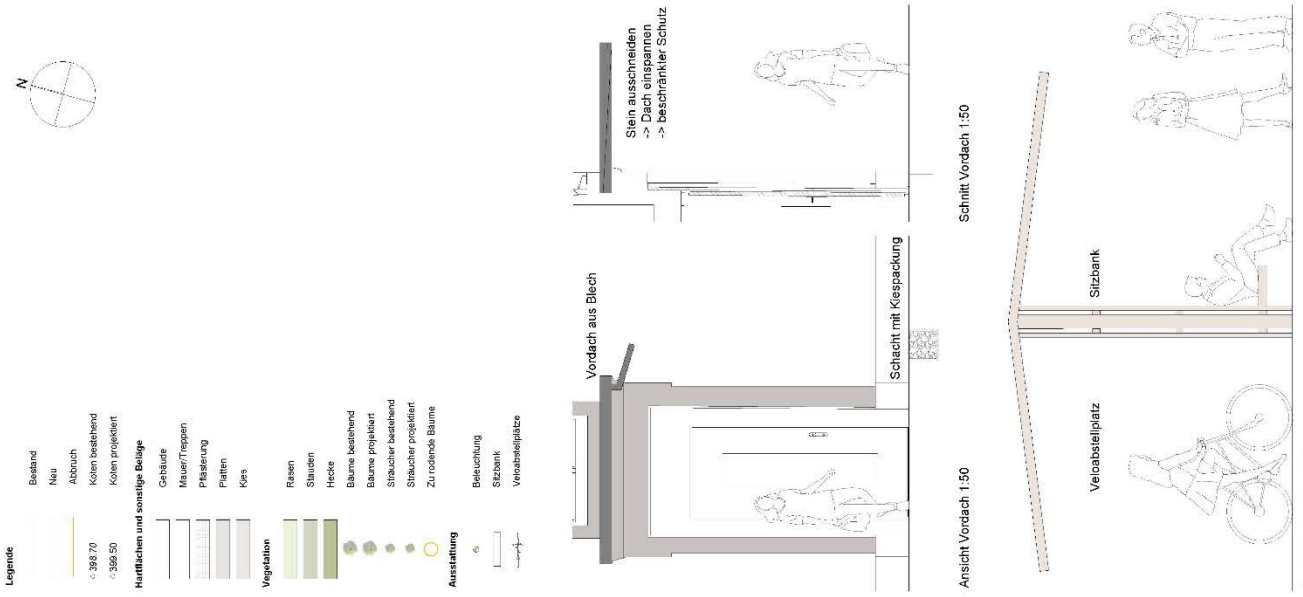 N
Legende
Bestand
Neu
Abbruch
398.70 Koten bestehend
399.50 Koten projektiert
Hartflächen und sonstige Beläge
Gebäude
Mauer/Treppen
Pflästerung
Platten
Kies
Vegetation
Rasen
Stauden
Hecke
Bäume bestehend
Bäume projektiert
Sträucher bestehend
Sträucher projektiert
Zu rodende Bäume
Ausstattung
Beleuchtung
Sitzbank
Veloabstellplätze
Vordach aus Blech
Schacht mit Kiespackung
Ansicht Vordach 1:50
Stein ausschneiden
-> Dach einspannen
-> beschränkter Schutz
Schnitt Vordach 1:50
Veloabstellplatz
Sitzbank